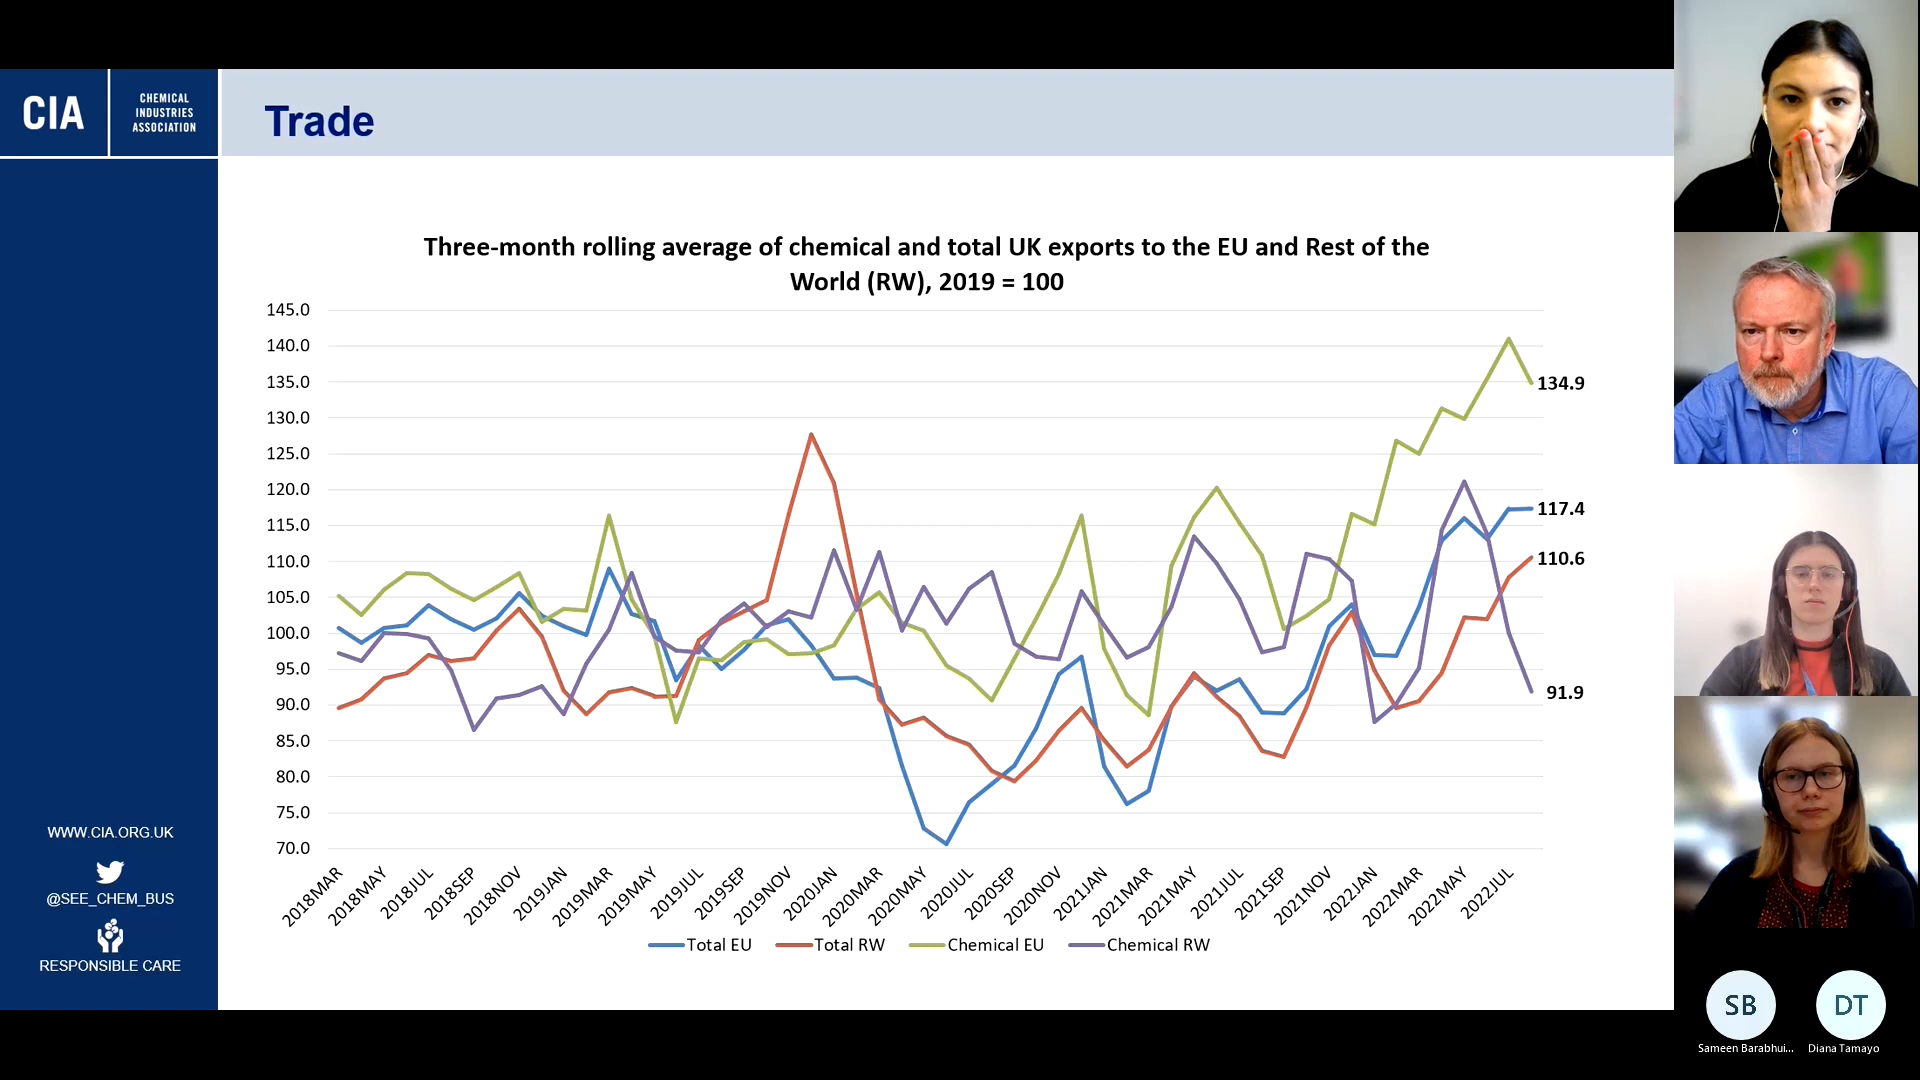 CIA
CHEMICAL
INDUSTRIES
ASSOCIATION
Trade
Three-month rolling average of chemical and total UK exports to the EU and Rest of the
World (RW), 2019 = 100
145.0
140.0
135.0
130.0
125.0
120.0
115.0
110.0
105.0
100.0
95.0
90.0
85.0
80.0
75.0
70.0
134.9
117.4
110.6
91.9
2018MAR
2018MAY
2018JUL
2018SEP
2018NOV
2019JAN
2019MAR
2019MAY
2019JUL
2019SEP
2019NOV
2020JAN
2020MAR
2020MAY
2020JUL
2020SEP
2020NOV
2021JAN
2021MAR
2021MAY
2021JUL
2021SEP
2021NOV
2022JAN
2022MAR
2022MAY
2022JUL
Total EU Total RW Chemical EU Chemical RW
WWW.CIA.ORG.UK
@SEE_CHEM_BUS
RESPONSIBLE CARE
SB DT
Sameen Barabhui... Diana Tamayo